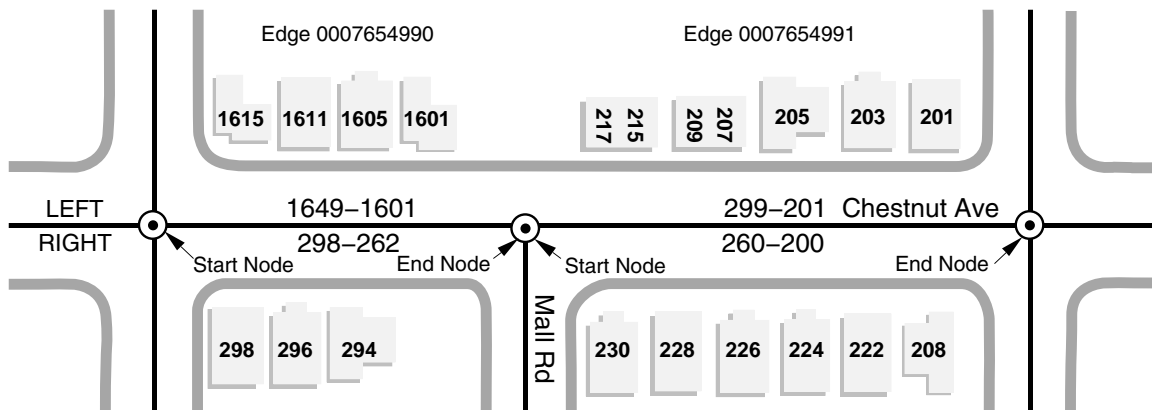 Edge 0007654990
Edge 0007654991
1615 1611 1605 1601
217 215 209 207 205 203 201
LEFT
1649–1601
299–201 Chestnut Ave
RIGHT
298–262
260–200
Start Node
End Node
Start Node
End Node
Mall Rd
298 296 294
230 228 226 224 222 208